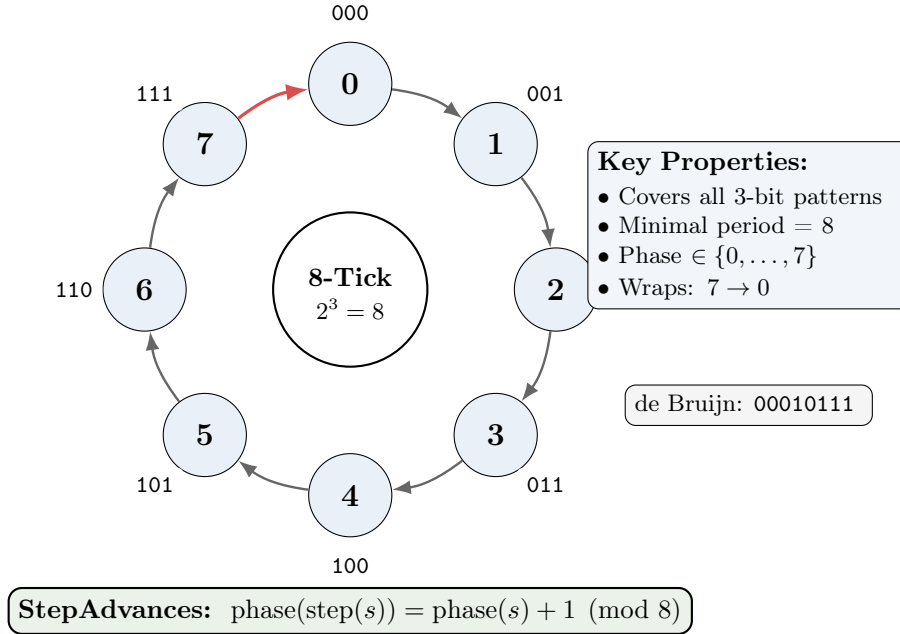 000
0
001
1
Key Properties:
• Covers all 3-bit patterns
• Minimal period = 8
• Phase ∈ {0, . . . , 7}
• Wraps: 7 → 0
2
de Bruijn: 00010111
3
011
4
100
5
101
6
110
7
111
8-Tick
2³ = 8
StepAdvances: phase(step(s)) = phase(s) + 1 (mod 8)